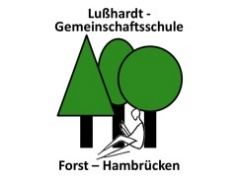 Lußhardt -
Gemeinschaftsschule
Forst – Hambrücken